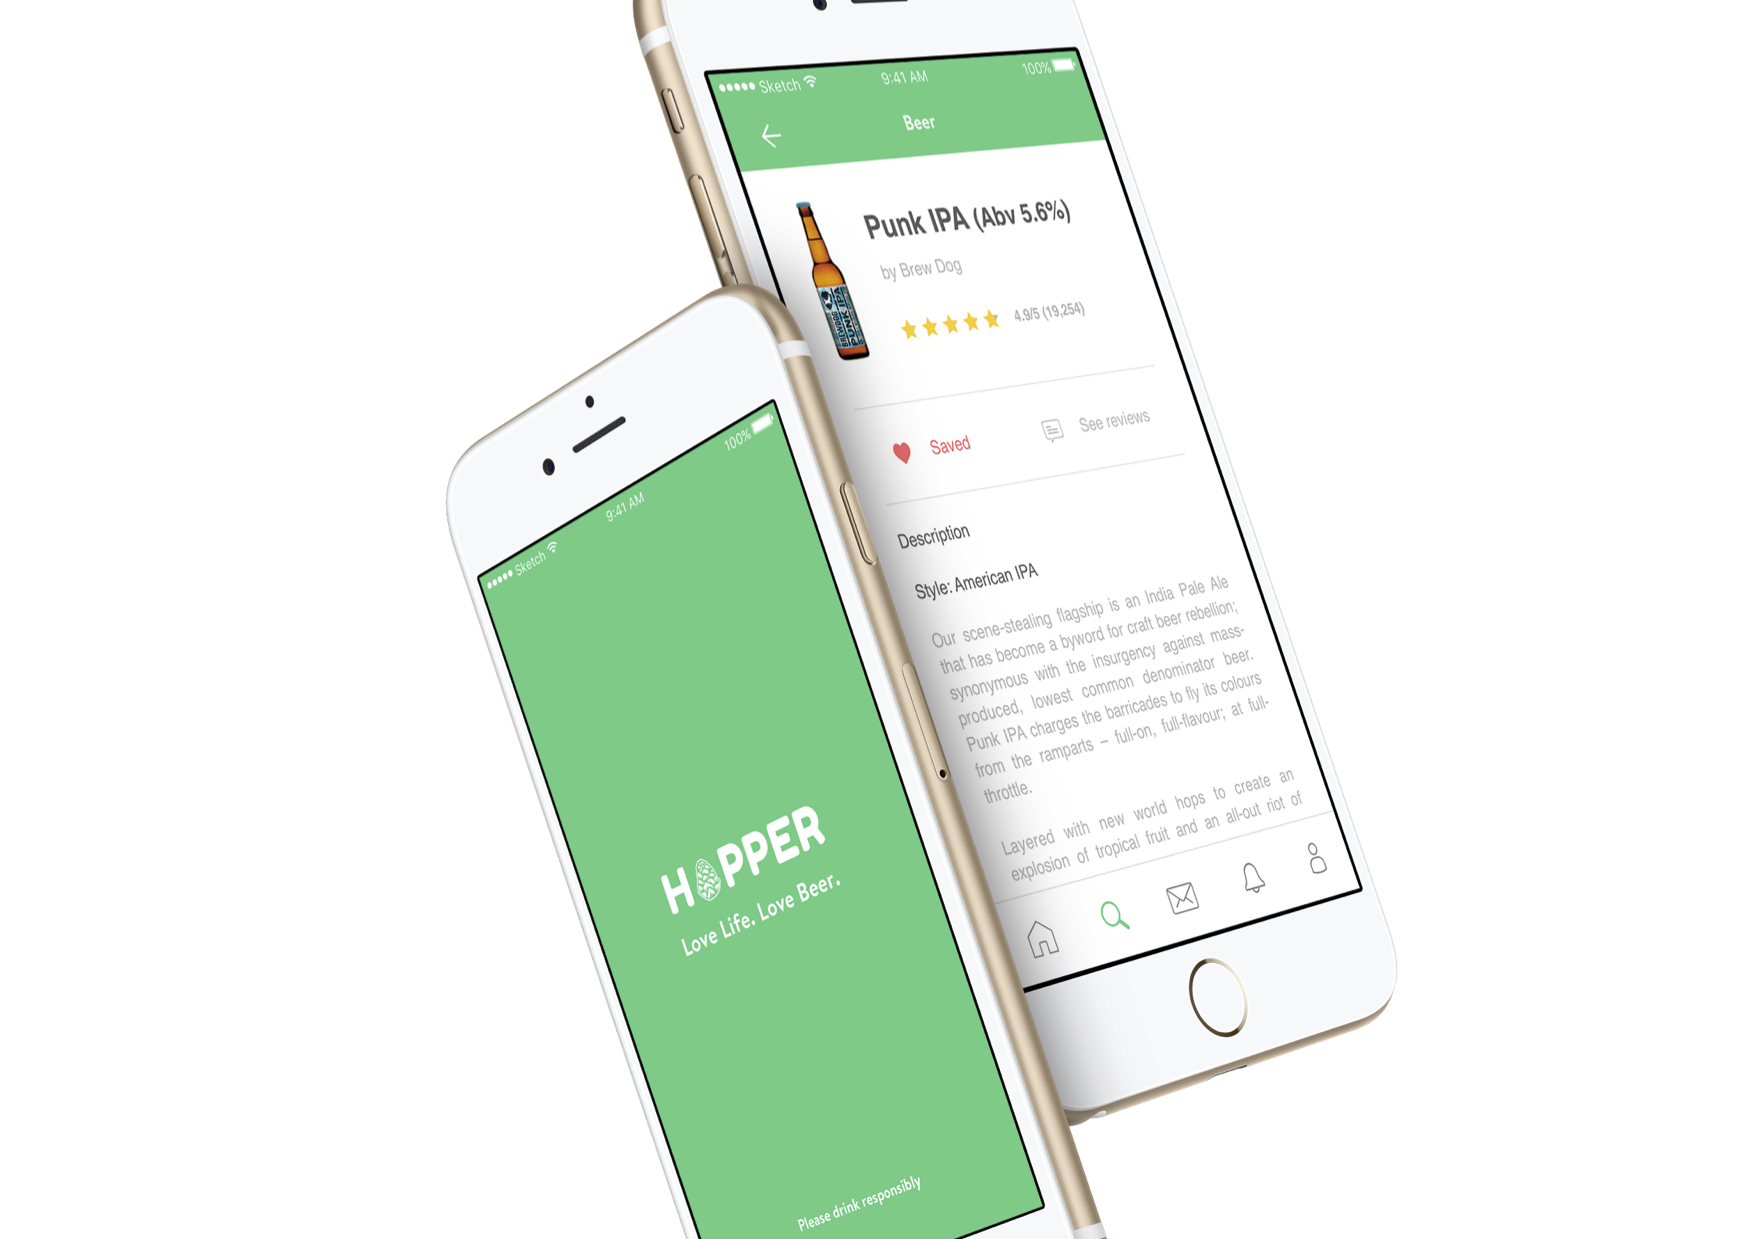 Sketch 9:41 AM 100%
Beer
Punk IPA (Abv 5.6%)
by Brew Dog
4.9/5 (19,254)
BREWDOG
PUNK IPA
Saved
See reviews
Description
Style: American IPA
Our scene-stealing flagship is an India Pale Ale
that has become a byword for craft beer rebellion;
synonymous with the insurgency against mass-
produced, lowest common denominator beer.
Punk IPA charges the barricades to fly its colours
from the ramparts – full-on, full-flavour; at full-
throttle.
Layered with new world hops to create an
explosion of tropical fruit and an all-out riot of
Sketch 9:41 AM 100%
HOPPER
Love Life. Love Beer.
Please drink responsibly